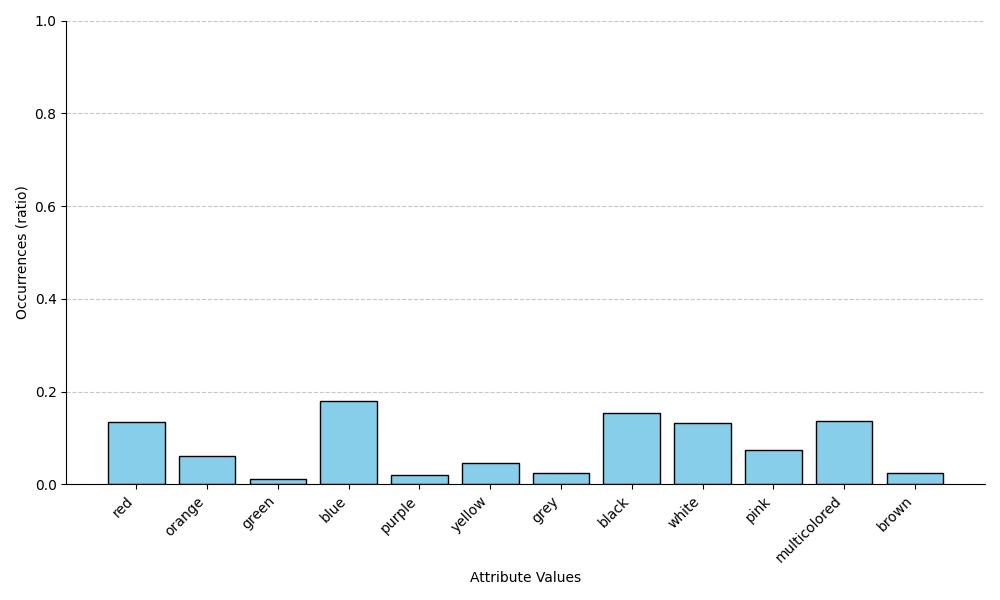 1.0
0.8
0.6
0.4
0.2
0.0
Occurrences (ratio)
red
orange
green
blue
purple
yellow
grey
black
white
pink
multicolored
brown
Attribute Values